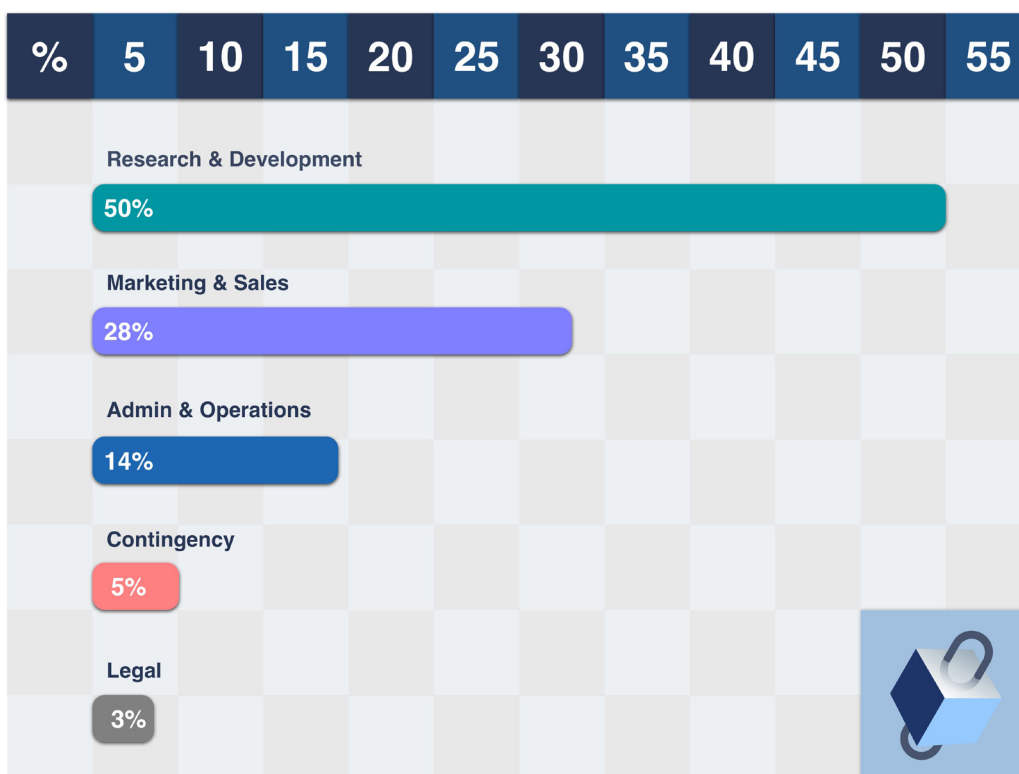 % 5 10 15 20 25 30 35 40 45 50 55
Research & Development
50%
Marketing & Sales
28%
Admin & Operations
14%
Contingency
5%
Legal
3%